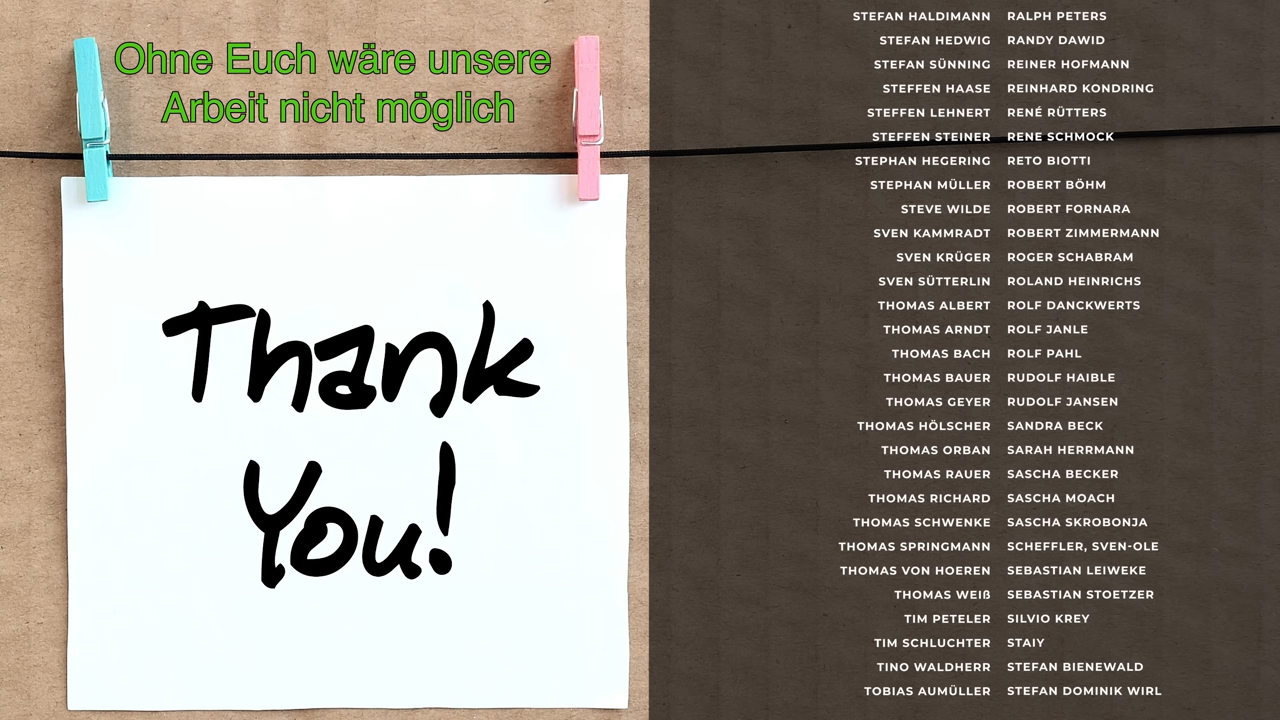 Ohne Euch wäre unsere
Arbeit nicht möglich
Thank
You!
STEFAN HALDIMANN RALPH PETERS
STEFAN HEDWIG RANDY DAWID
STEFAN SÜNNING REINER HOFMANN
STEFFEN HAASE REINHARD KONDRING
STEFFEN LEHNERT RENÉ RÜTTERS
STEFFEN STEINER RENE SCHMOCK
STEPHAN HEGERING RETO BIOTTI
STEPHAN MÜLLER ROBERT BÖHM
STEVE WILDE ROBERT FORNARA
SVEN KAMMRADT ROBERT ZIMMERMANN
SVEN KRÜGER ROGER SCHABRAM
SVEN SÜTTERLIN ROLAND HEINRICHS
THOMAS ALBERT ROLF DANCKWERTS
THOMAS ARNDT ROLF JANLE
THOMAS BACH ROLF PAHL
THOMAS BAUER RUDOLF HAIBLE
THOMAS GEYER RUDOLF JANSEN
THOMAS HÖLSCHER SANDRA BECK
THOMAS ORBAN SARAH HERRMANN
THOMAS RAUER SASCHA BECKER
THOMAS RICHARD SASCHA MOACH
THOMAS SCHWENKE SASCHA SKROBONJA
THOMAS SPRINGMANN SCHEFFLER, SVEN-OLE
THOMAS VON HOEREN SEBASTIAN LEIWEKE
THOMAS WEIß SEBASTIAN STOETZER
TIM PETELER SILVIO KREY
TIM SCHLUCHTER STAIY
TINO WALDHERR STEFAN BIENEWALD
TOBIAS AUMÜLLER STEFAN DOMINIK WIRL